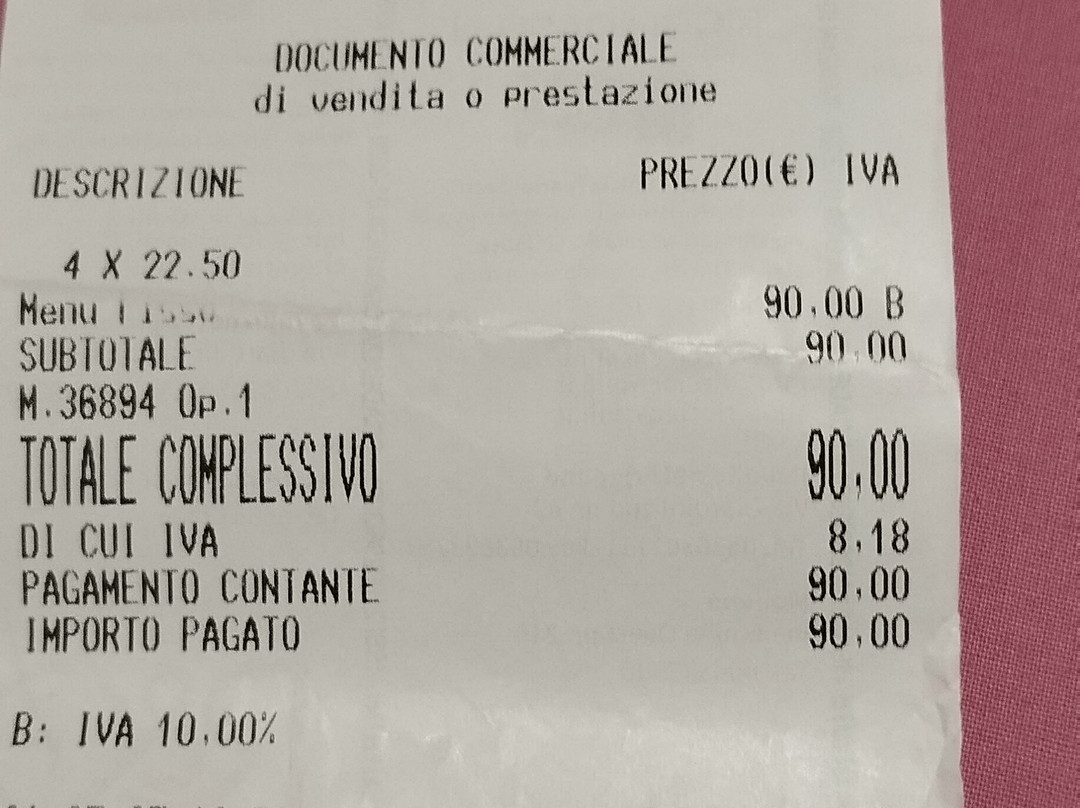 DOCUMENTO COMMERCIALE
di vendita o prestazione
DESCRIZIONE PREZZO(€) IVA
4 X 22.50
Menu 90,00 B
SUBTOTALE 90,00
M.36894 Op.1
TOTALE COMPLESSIVO 90,00
DI CUI IVA 8,18
PAGAMENTO CONTANTE 90,00
IMPORTO PAGATO 90,00
B: IVA 10,00%